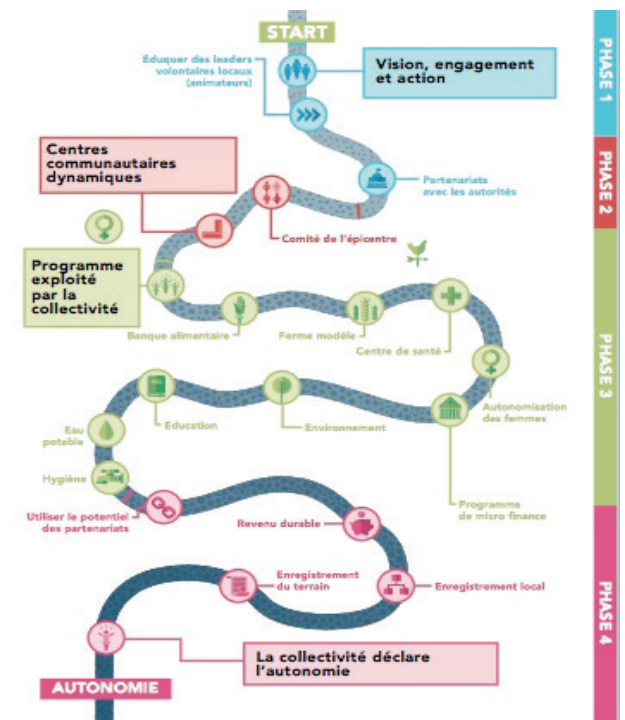 START
Eduquer des leaders
volontaires locaux
(animateurs)
Vision, engagement
et action
PHASE 1
Partenariats
avec les autorités
Centres
communautaires
dynamiques
PHASE 2
Comité de l'épicentre
Programme
exploité
par la
collectivité
Banque alimentaire
Ferme modèle
Centre de santé
PHASE 3
Autonomisation
des femmes
Education
Environnement
Eau
potable
Hygiène
Programme
de micro finance
Utiliser le potentiel
des partenariats
Revenu durable
PHASE 4
Enregistrement
du terrain
Enregistrement local
La collectivité déclare
l'autonomie
AUTONOMIE